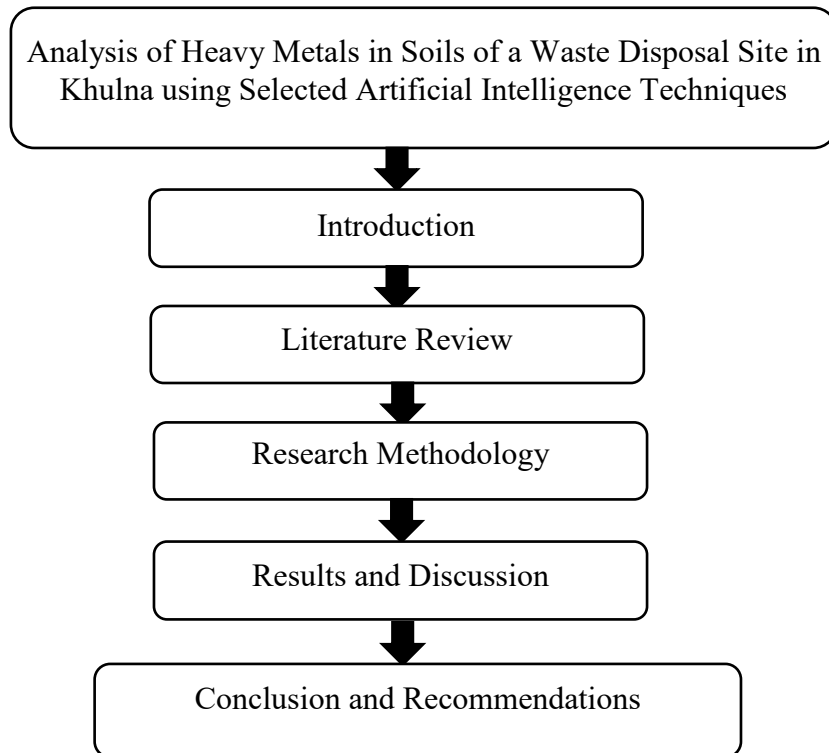 Analysis of Heavy Metals in Soils of a Waste Disposal Site in
Khulna using Selected Artificial Intelligence Techniques
Introduction
Literature Review
Research Methodology
Results and Discussion
Conclusion and Recommendations